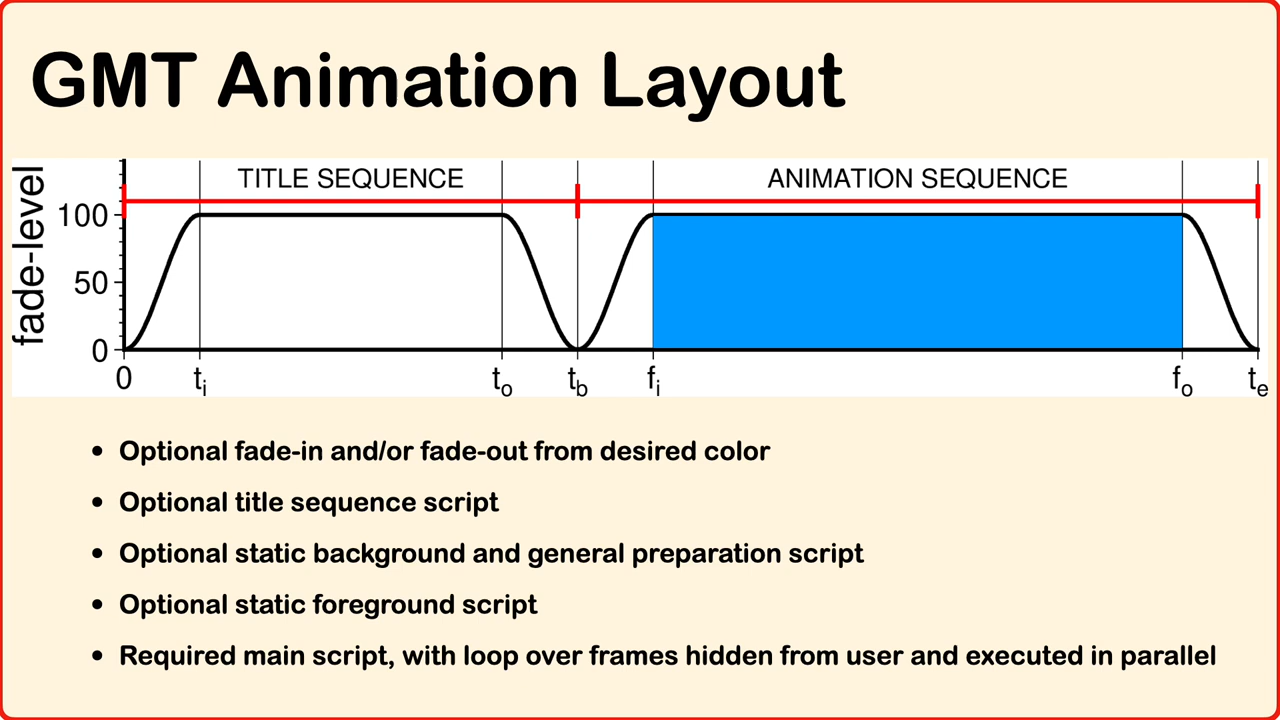 GMT Animation Layout
TITLE SEQUENCE
ANIMATION SEQUENCE
fade-level
100
50
0
0 ti to tb fi fo te
• Optional fade-in and/or fade-out from desired color
• Optional title sequence script
• Optional static background and general preparation script
• Optional static foreground script
• Required main script, with loop over frames hidden from user and executed in parallel